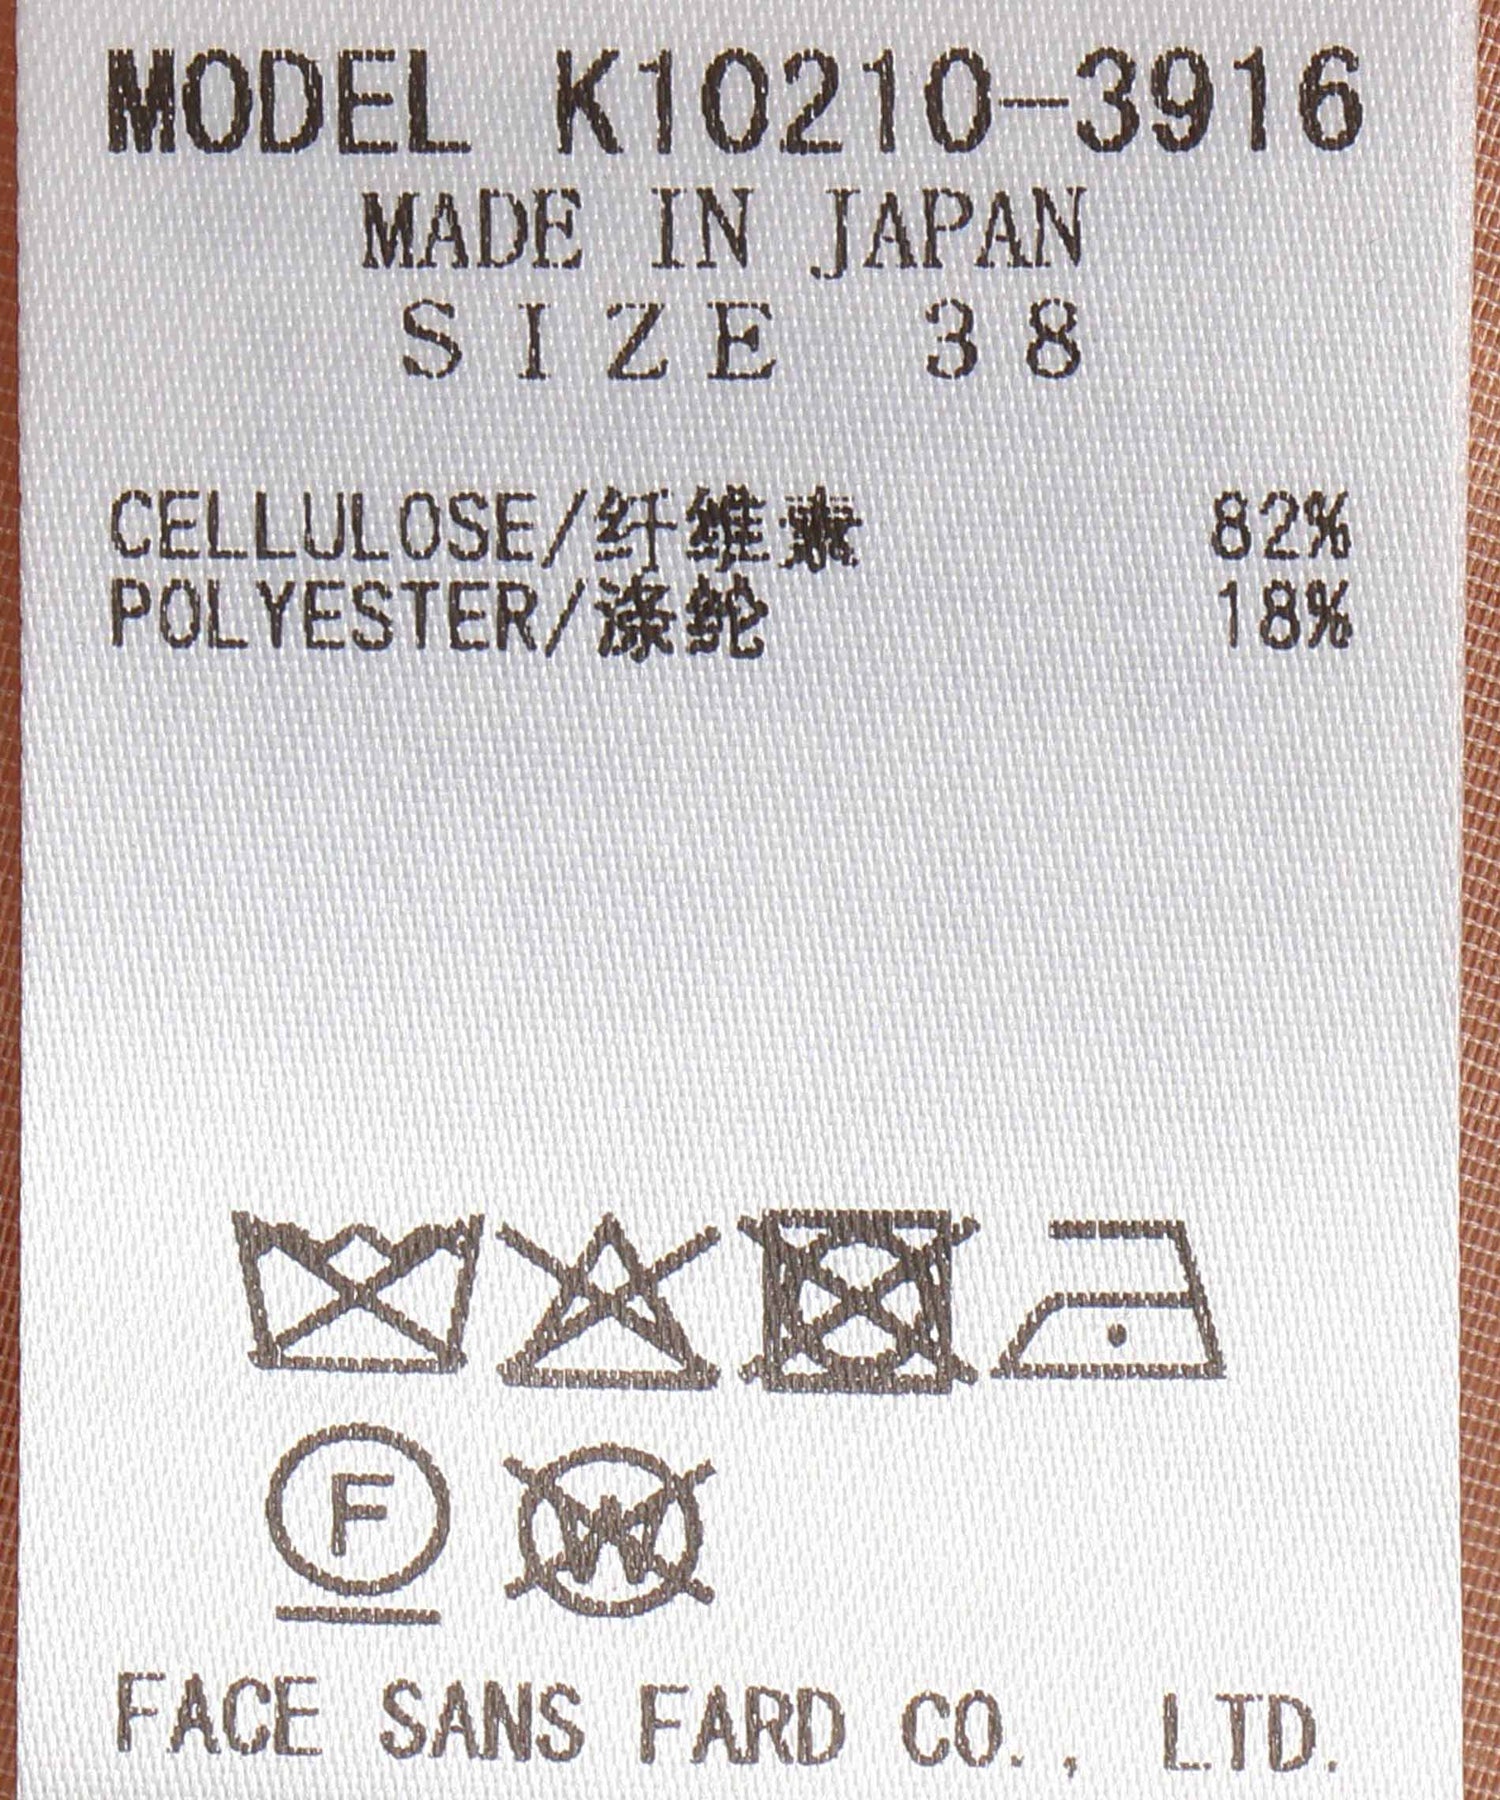 MODEL K10210-3916
MADE IN JAPAN
SIZE 38
CELLULOSE/纤维素 82%
POLYESTER/涤纶 18%
F
W
FACE SANS FARD CO., LTD.